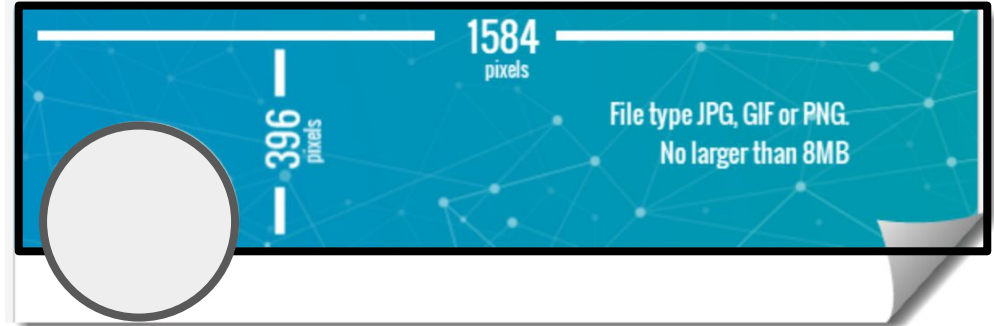 1584
pixels
396
pixels
File type JPG, GIF or PNG.
No larger than 8MB